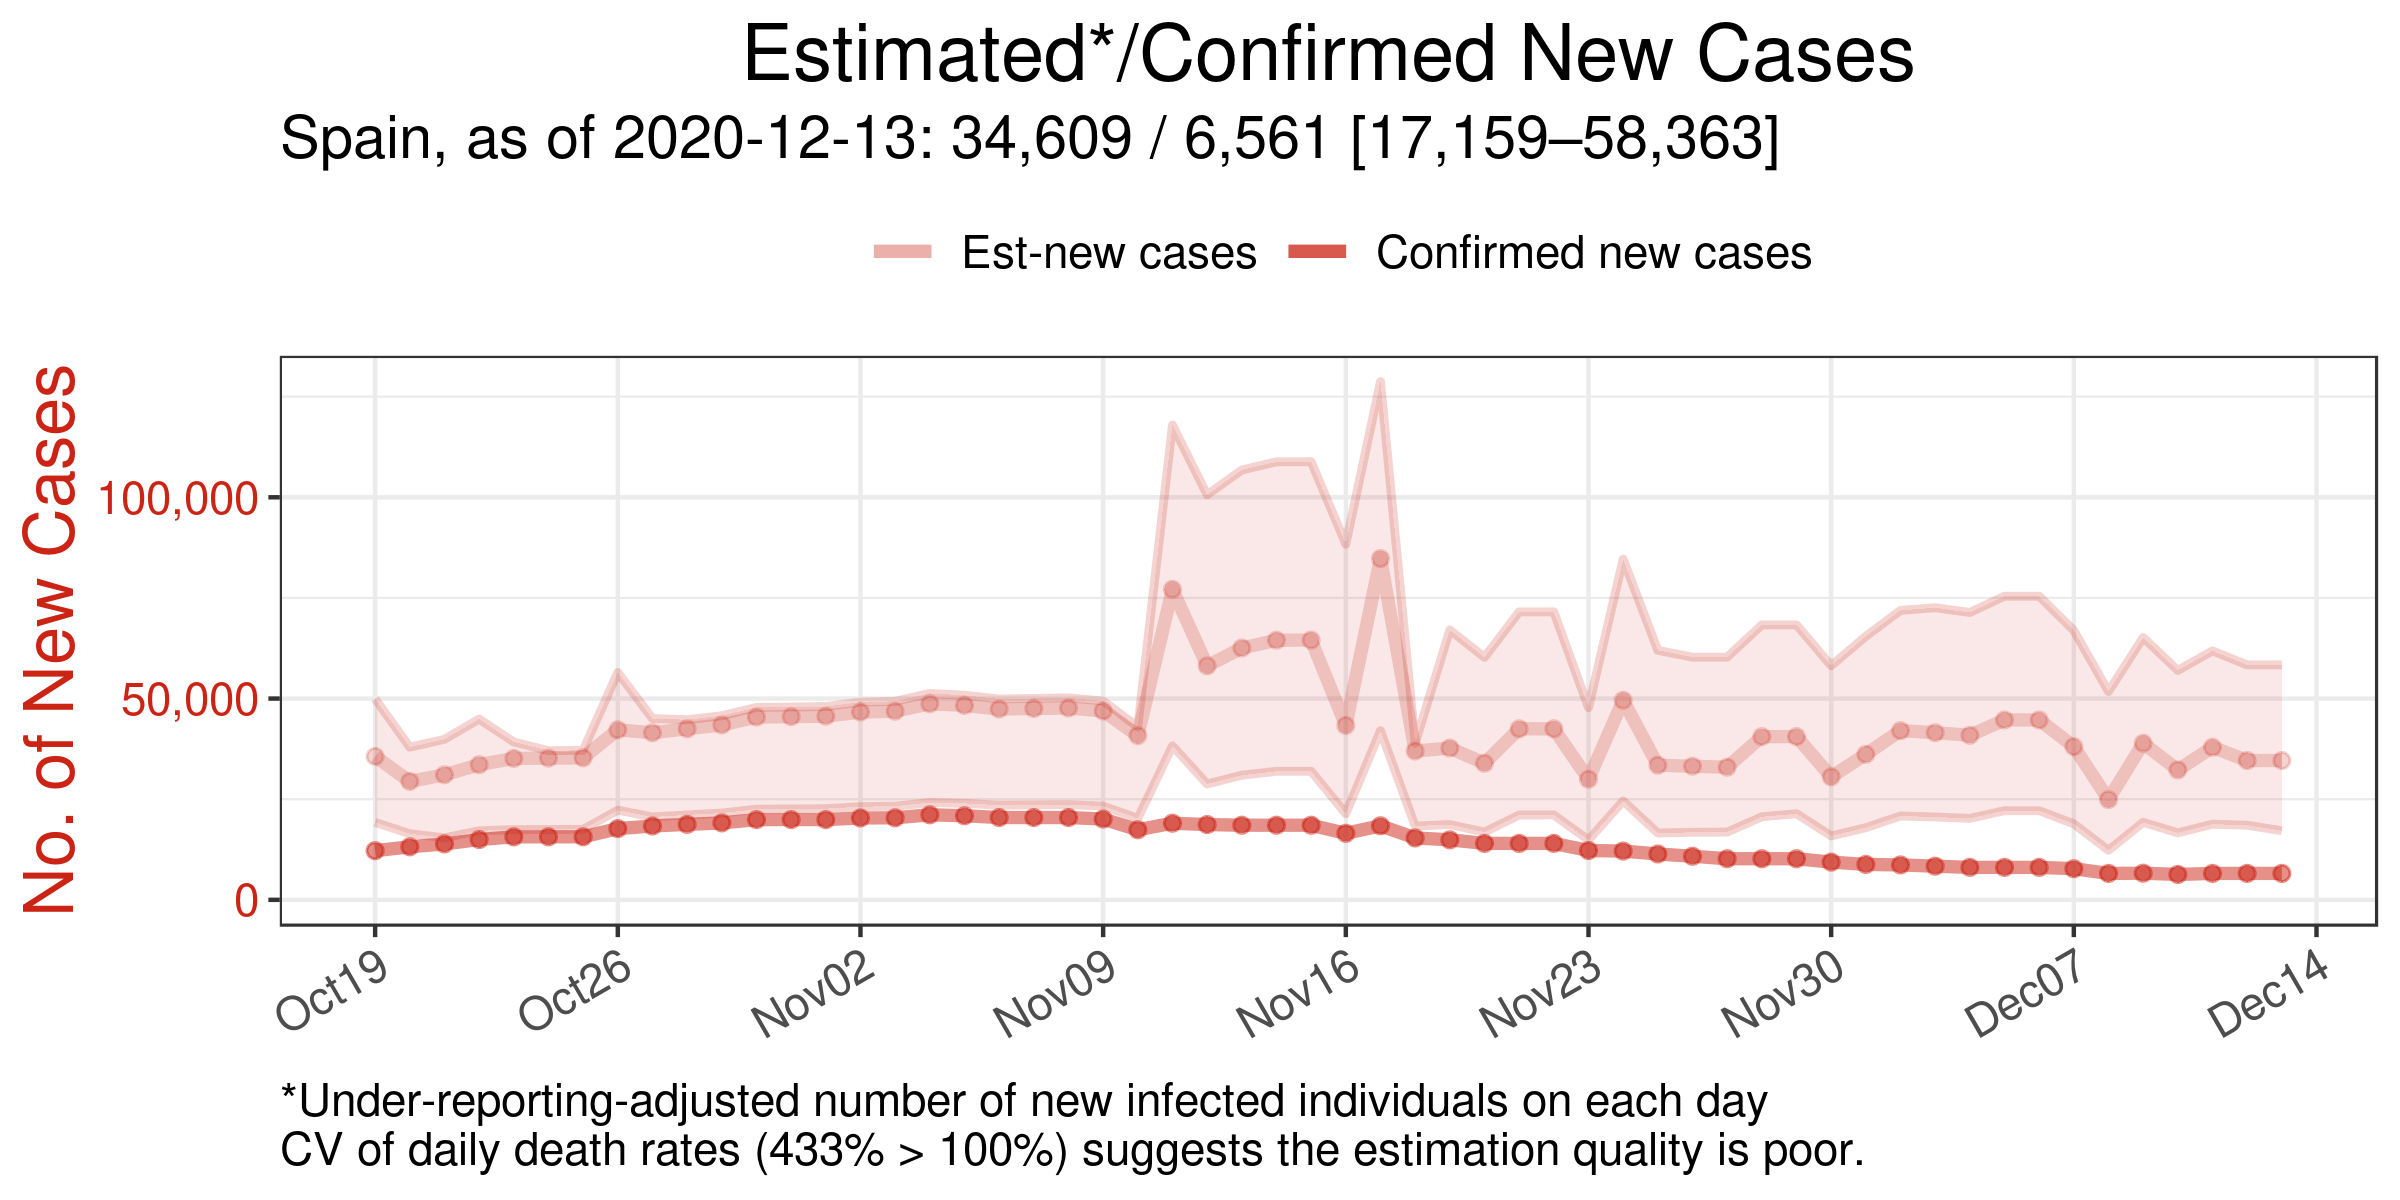 Estimated*/Confirmed New Cases
Spain, as of 2020-12-13: 34,609 / 6,561 [17,159–58,363]
Est-new cases Confirmed new cases
No. of New Cases
100,000
50,000
0
Oct19 Oct26 Nov02 Nov09 Nov16 Nov23 Nov30 Dec07 Dec14
*Under-reporting-adjusted number of new infected individuals on each day
CV of daily death rates (433% > 100%) suggests the estimation quality is poor.